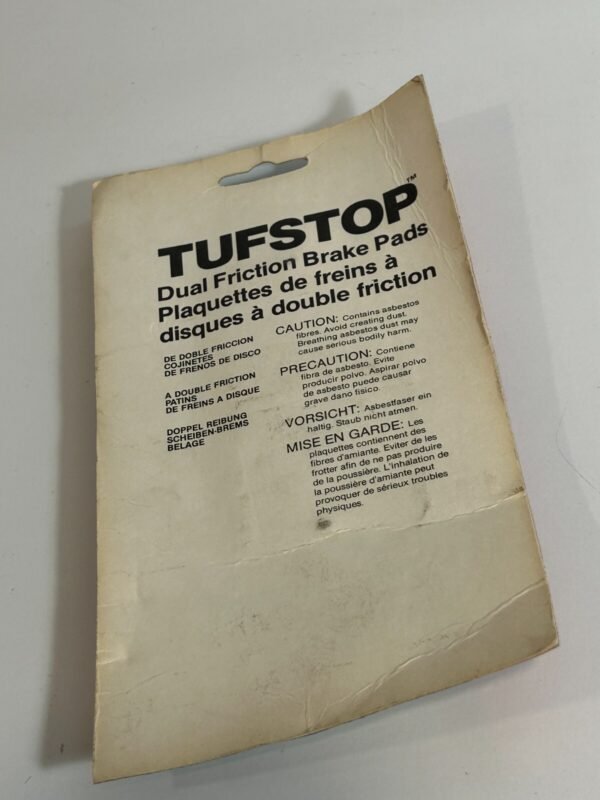 TUFSTOP™
Dual Friction Brake Pads
Plaquettes de freins à
disques à double friction
DE DOBLE FRICCION
COJINETES
DE FRENOS DE DISCO
A DOUBLE FRICTION
PATINS
DE FREINS A DISQUE
DOPPEL REIBUNG
SCHEIBEN-BREMS
BELAGE
CAUTION: Contains asbestos
fibres. Avoid creating dust.
Breathing asbestos dust may
cause serious bodily harm.
PRECAUTION: Contiene
fibra de asbesto. Evite
producir polvo. Aspirar polvo
de asbesto puede causar
grave dano fisico.
VORSICHT: Asbestfaser ein
haltig. Staub nicht atmen.
MISE EN GARDE: Les
plaquettes contiennent des
fibres d'amiante. Eviter de les
frotter afin de ne pas produire
de la poussière. L'inhalation de
la poussière d'amiante peut
provoquer de sérieux troubles
physiques.